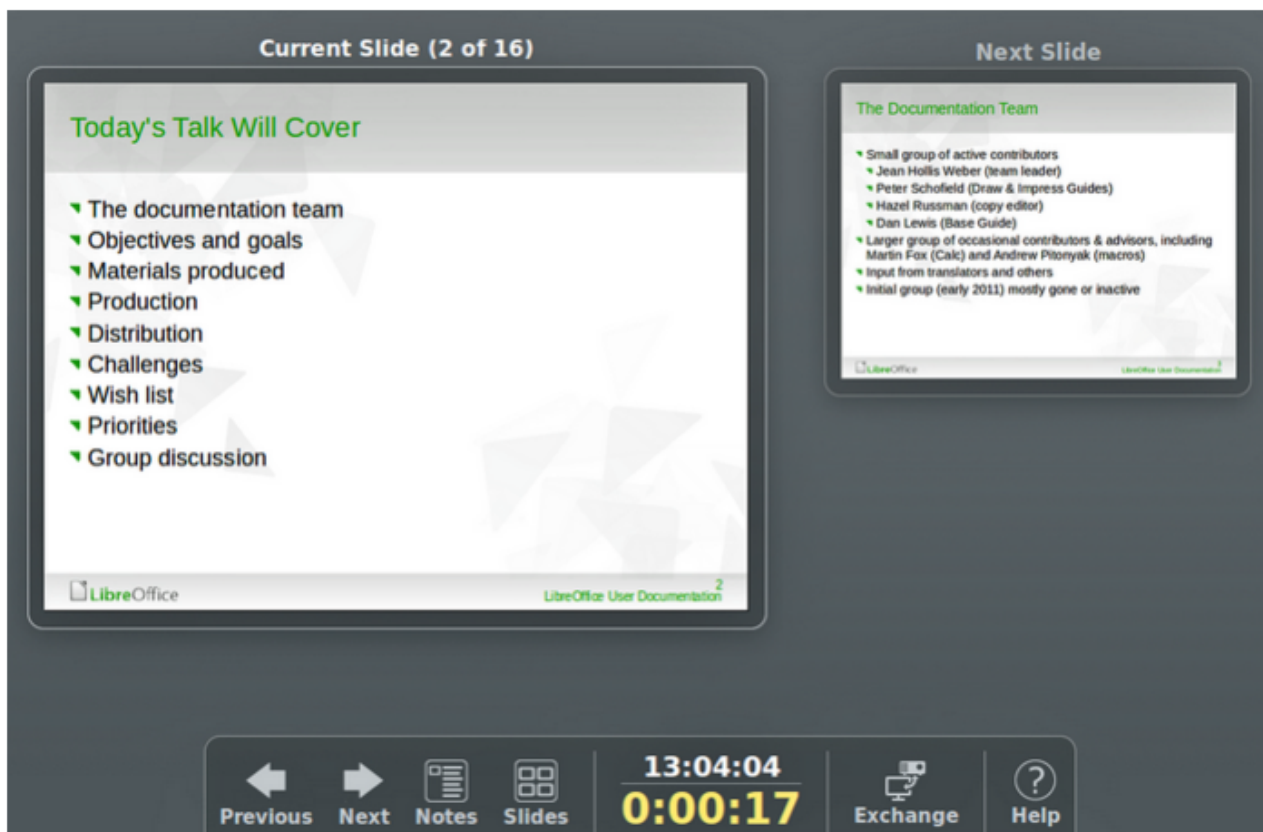 Current Slide (2 of 16)
Today's Talk Will Cover
The documentation team
Objectives and goals
Materials produced
Production
Distribution
Challenges
Wish list
Priorities
Group discussion
LibreOffice
2
LibreOffice User Documentation
Next Slide
The Documentation Team
Small group of active contributors
Jean Hollis Weber (team leader)
Peter Schofield (Draw & Impress Guides)
Hazel Russman (copy editor)
Dan Lewis (Base Guide)
Larger group of occasional contributors & advisors, including
Martin Fox (Calc) and Andrew Pitonyak (macros)
Input from translators and others
Initial group (early 2011) mostly gone or inactive
LibreOffice
LibreOffice User Documentation
Previous
Next
Notes
Slides
13:04:04
0:00:17
Exchange
?
Help